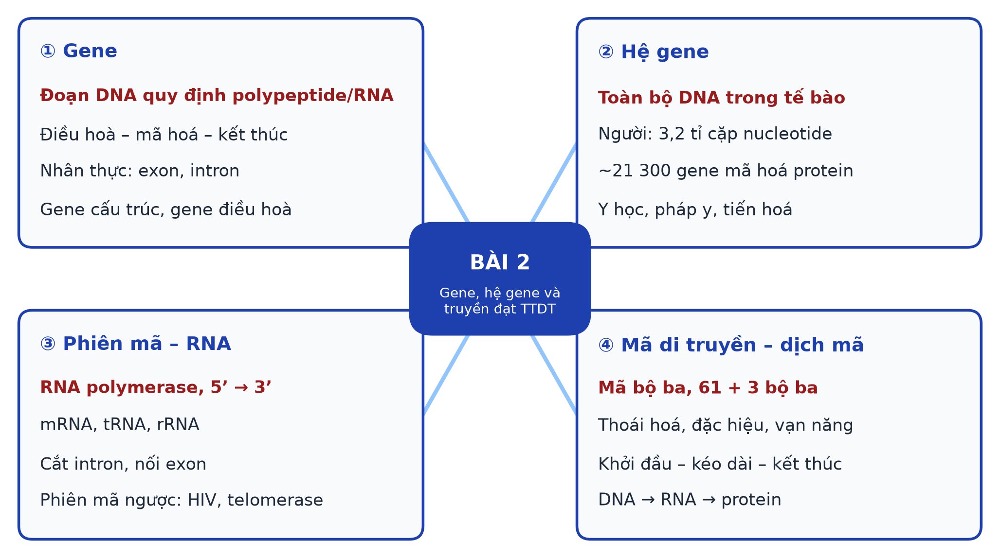 ① Gene
Đoạn DNA quy định polypeptide/RNA
Điều hoà – mã hoá – kết thúc
Nhân thực: exon, intron
Gene cấu trúc, gene điều hoà
② Hệ gene
Toàn bộ DNA trong tế bào
Người: 3,2 tỉ cặp nucleotide
~21 300 gene mã hoá protein
Y học, pháp y, tiến hoá
BÀI 2
Gene, hệ gene và
truyền đạt TTDT
③ Phiên mã – RNA
RNA polymerase, 5’ → 3’
mRNA, tRNA, rRNA
Cắt intron, nối exon
Phiên mã ngược: HIV, telomerase
④ Mã di truyền – dịch mã
Mã bộ ba, 61 + 3 bộ ba
Thoái hoá, đặc hiệu, vạn năng
Khởi đầu – kéo dài – kết thúc
DNA → RNA → protein